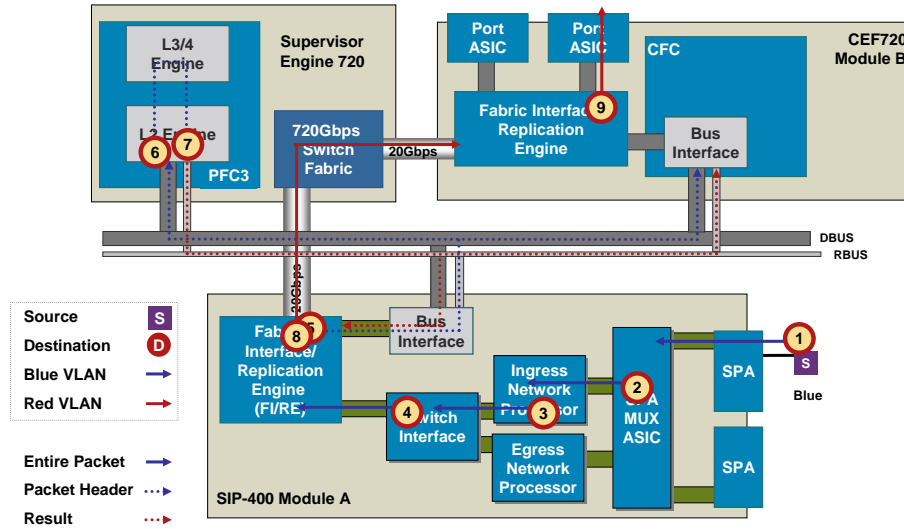 L3/4
Engine
L2 Engine
6
7
PFC3
Supervisor
Engine 720
720Gbps
Switch
Fabric
20Gbps
Port
ASIC
Port
ASIC
9
Fabric Interface
Replication
Engine
CFC
Bus
Interface
CEF720
Module B
DBUS
RBUS
20Gbps
Source
S
Destination
D
Blue VLAN
Red VLAN
Entire Packet
Packet Header
Result
8
5
Fabric
Interface/
Replication
Engine
(FI/RE)
Bus
Interface
4
Switch
Interface
Ingress
Network
Processor
3
Egress
Network
Processor
2
SPA
MUX
ASIC
SPA
SPA
1
S
Blue
SIP-400 Module A